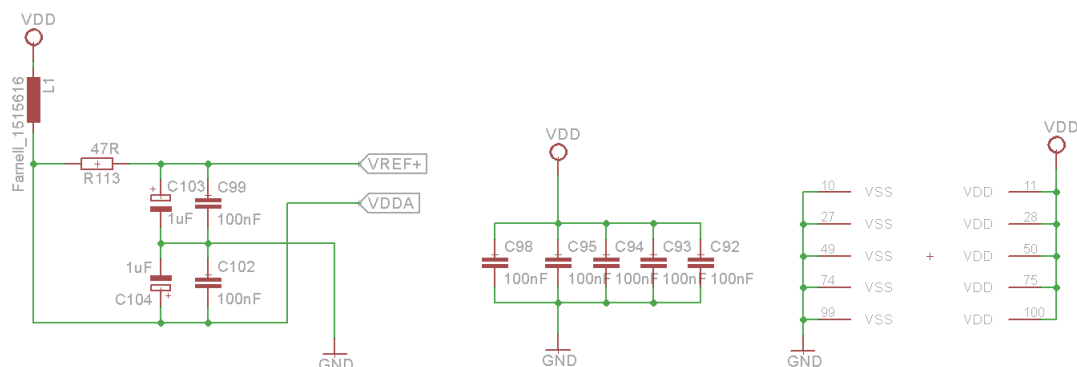 VDD
Farnell_1515616
L1
47R
R113
VREF+
C103
C99
1uF
100nF
VDDA
1uF
C102
C104
100nF
GND
VDD
C98
C95
C94
C93
C92
100nF
100nF
100nF
100nF
100nF
GND
VDD
10 VSS VDD 11
27 VSS VDD 28
49 VSS VDD 50
74 VSS VDD 75
99 VSS VDD 100
GND